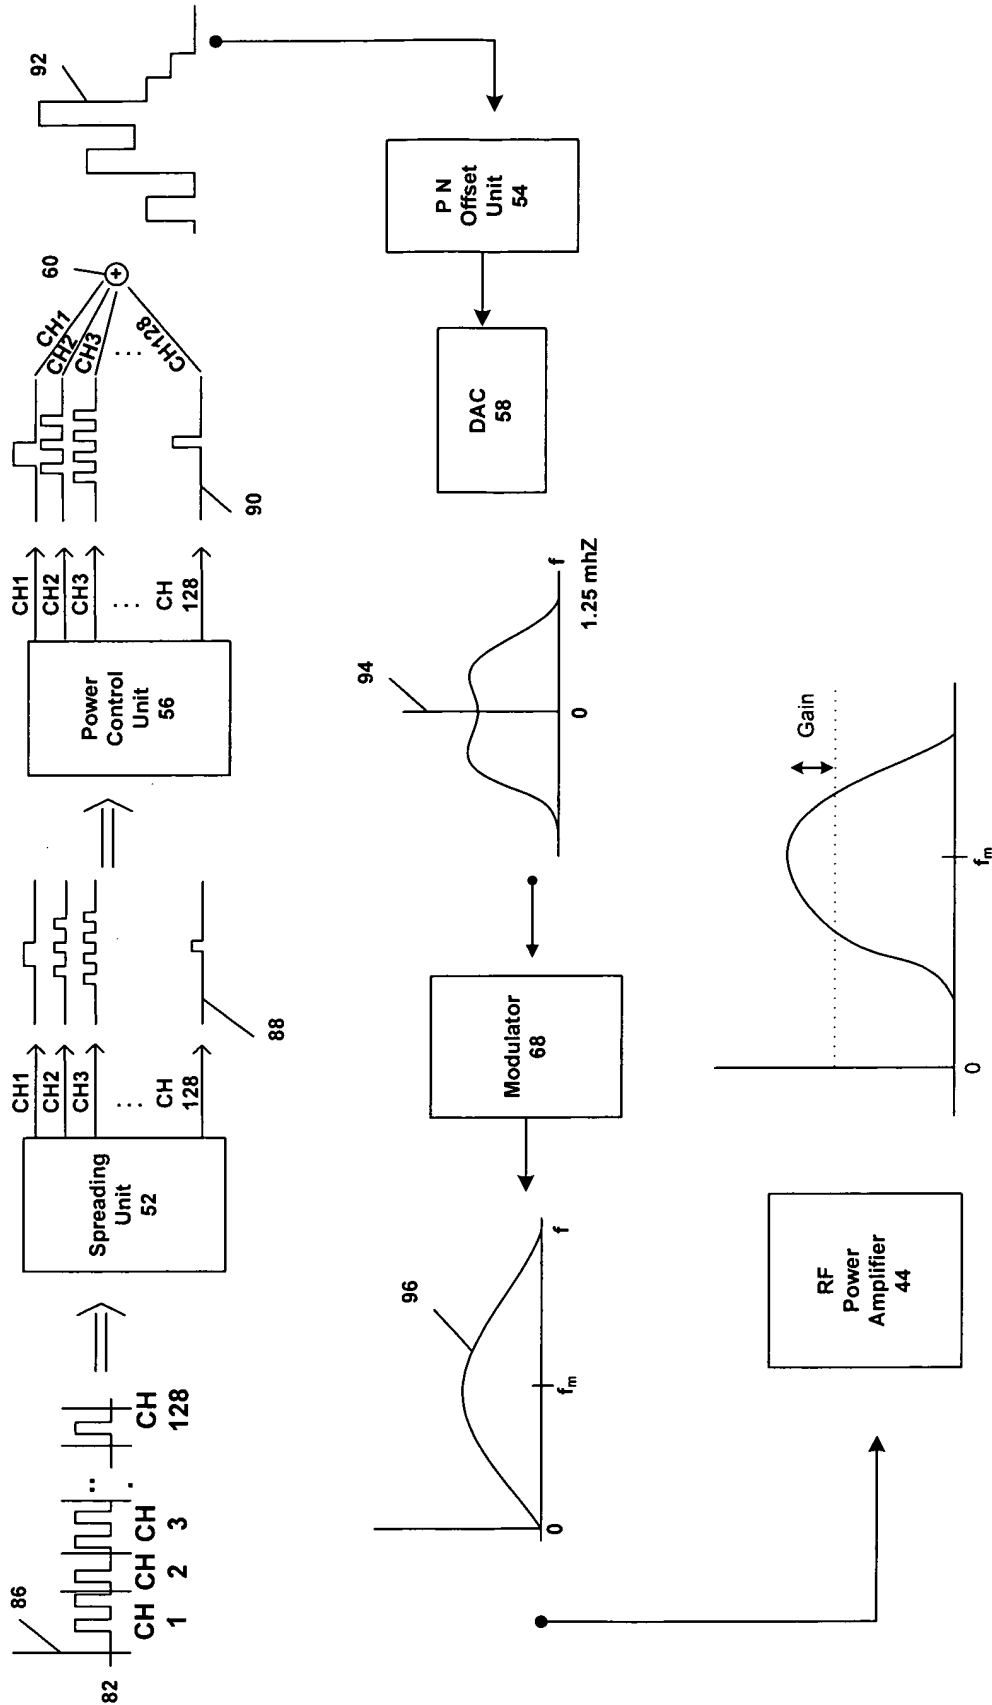 86
82
CH CH CH CH
1 2 3 128
Spreading
Unit
52
CH1
CH2
CH3
...
CH
128
88
Power
Control
Unit
56
CH1
CH2
CH3
...
CH
128
90
CH1
CH2
CH3
...
CH128
60
+
92
96
0
fm
f
Modulator
68
94
0
f
1.25 mhZ
DAC
58
P N
Offset
Unit
54
RF
Power
Amplifier
44
0
fm
Gain